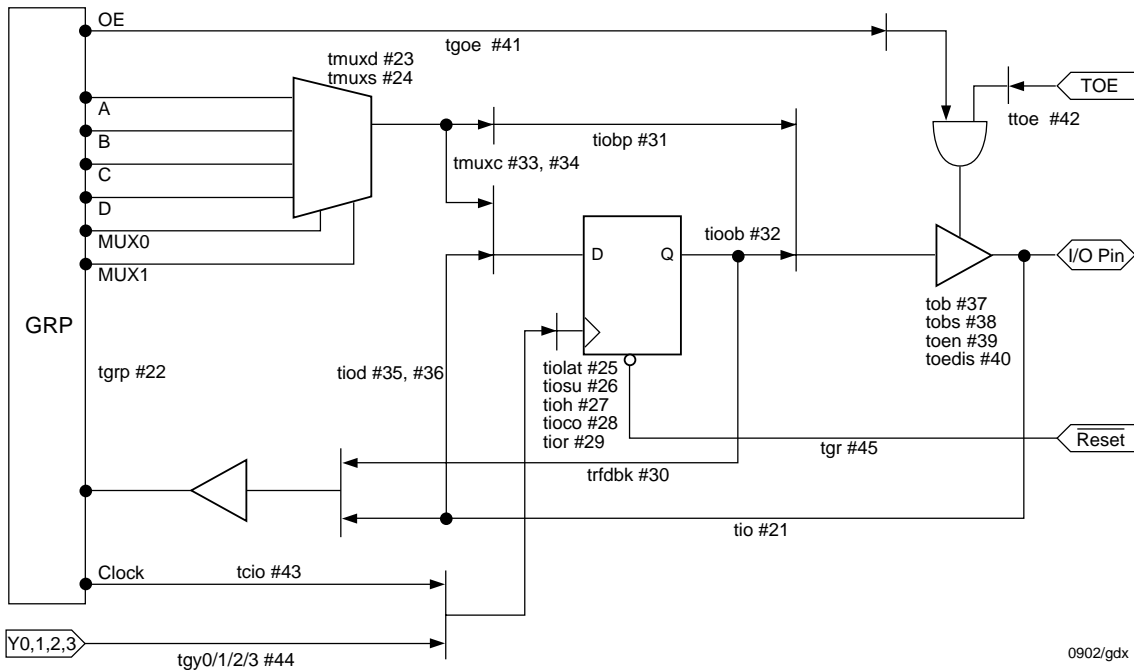 OE
tgoe #41
tmuxd #23
tmuxs #24
TOE
A
ttoe #42
tiobp #31
B
tmuxc #33, #34
C
D
MUX0
tioob #32
D
Q
I/O Pin
MUX1
GRP
tob #37
tobs #38
toen #39
toedis #40
tgrp #22
tiod #35, #36
tiolat #25
tiosu #26
tioh #27
tioco #28
tior #29
Reset
tgr #45
trfdbk #30
tio #21
Clock
tcio #43
Y0,1,2,3
tgy0/1/2/3 #44
0902/gdx